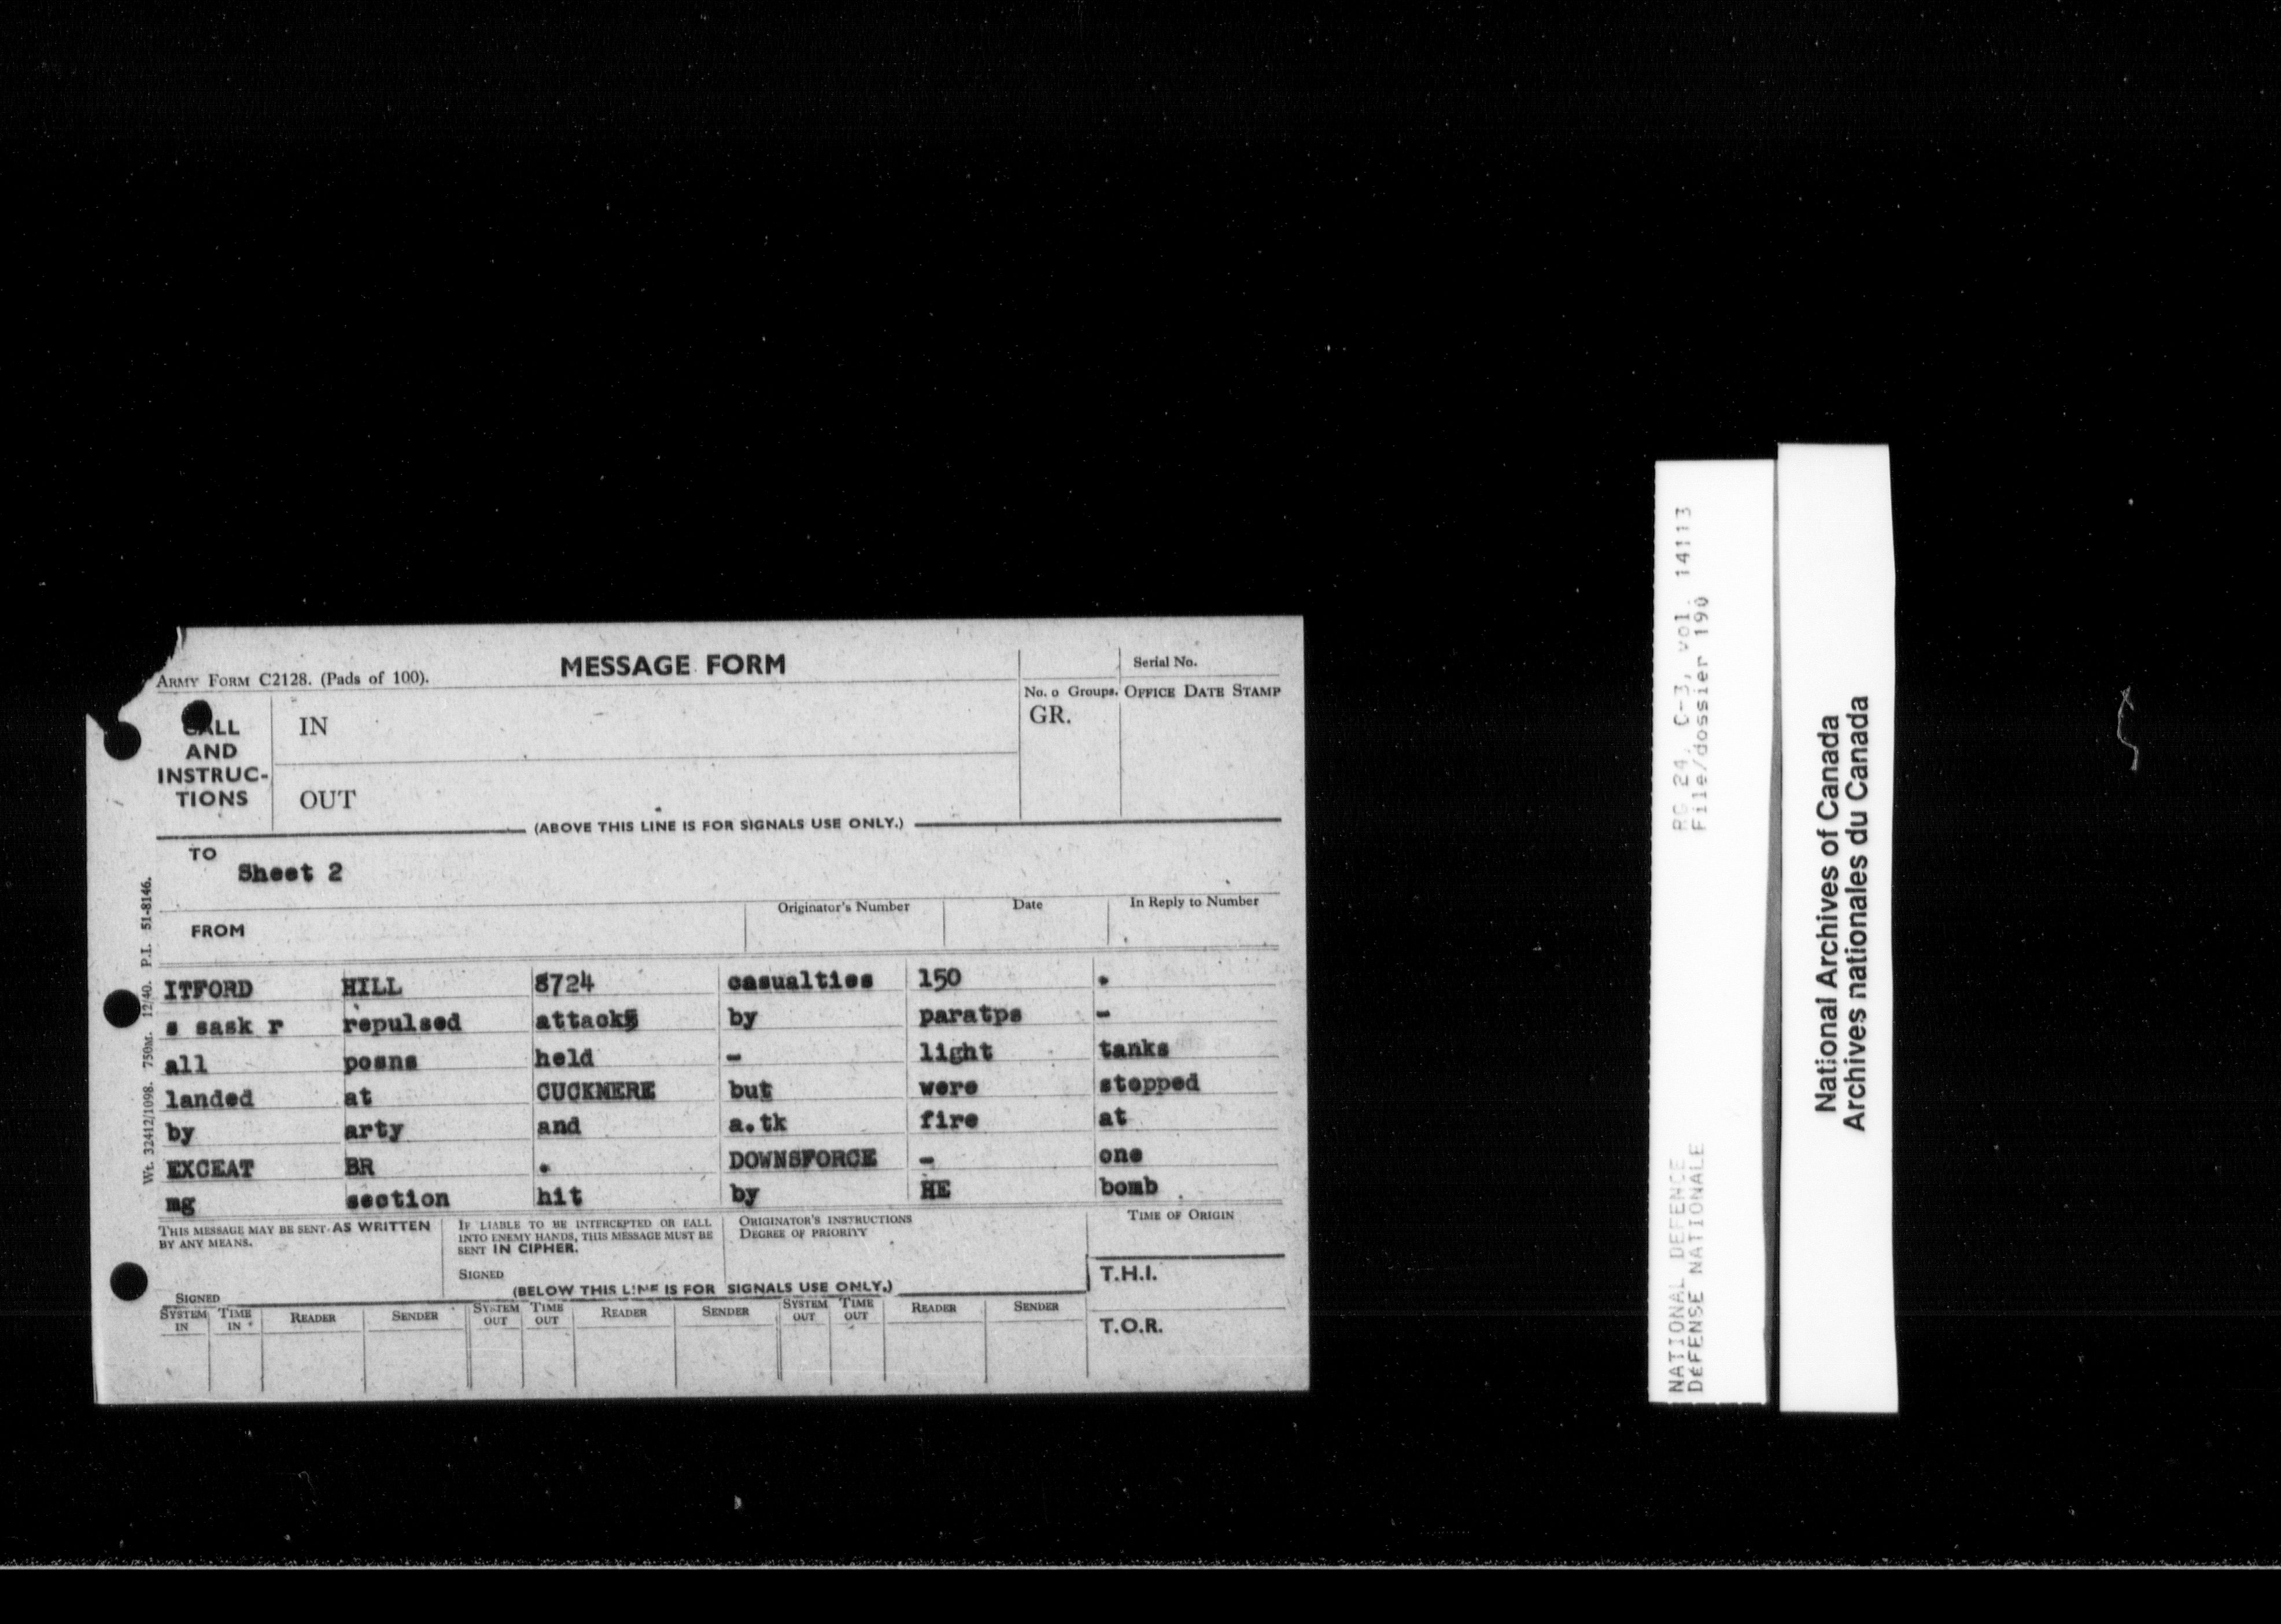 ARMY FORM C2128. (Pads of 100).
MESSAGE FORM
Serial No.
CALL AND INSTRUC-TIONS
IN
OUT
No. o Groups.
GR.
OFFICE DATE STAMP
(ABOVE THIS LINE IS FOR SIGNALS USE ONLY.)
TO
Sheet 2
FROM
Originator's Number
Date
In Reply to Number
ITFORD HILL 8724 casualties 150 .
s sask r repulsed attacks by paratps -
all posns held - light tanks
landed at CUCKMERE but were stopped
by arty and a.tk fire at
EXCEAT BR . DOWNSFORCE - one
mg section hit by HE bomb
THIS MESSAGE MAY BE SENT AS WRITTEN
BY ANY MEANS.
SIGNED
IF LIABLE TO BE INTERCEPTED OR FALL
INTO ENEMY HANDS, THIS MESSAGE MUST BE
SENT IN CIPHER.
SIGNED
ORIGINATOR'S INSTRUCTIONS
DEGREE OF PRIORITY
TIME OF ORIGIN
(BELOW THIS LINE IS FOR SIGNALS USE ONLY.)
T.H.I.
SYSTEM IN
TIME IN
READER
SENDER
SYSTEM OUT
TIME OUT
READER
SENDER
SYSTEM OUT
TIME OUT
READER
SENDER
T.O.R.
Wt. 32412/1098. 750M. 12/40. P.I. 51-8146.
NATIONAL DEFENCE RG 24, C-3, vol. 14113
DÉFENSE NATIONALE File/dossier 190
National Archives of Canada
Archives nationales du Canada